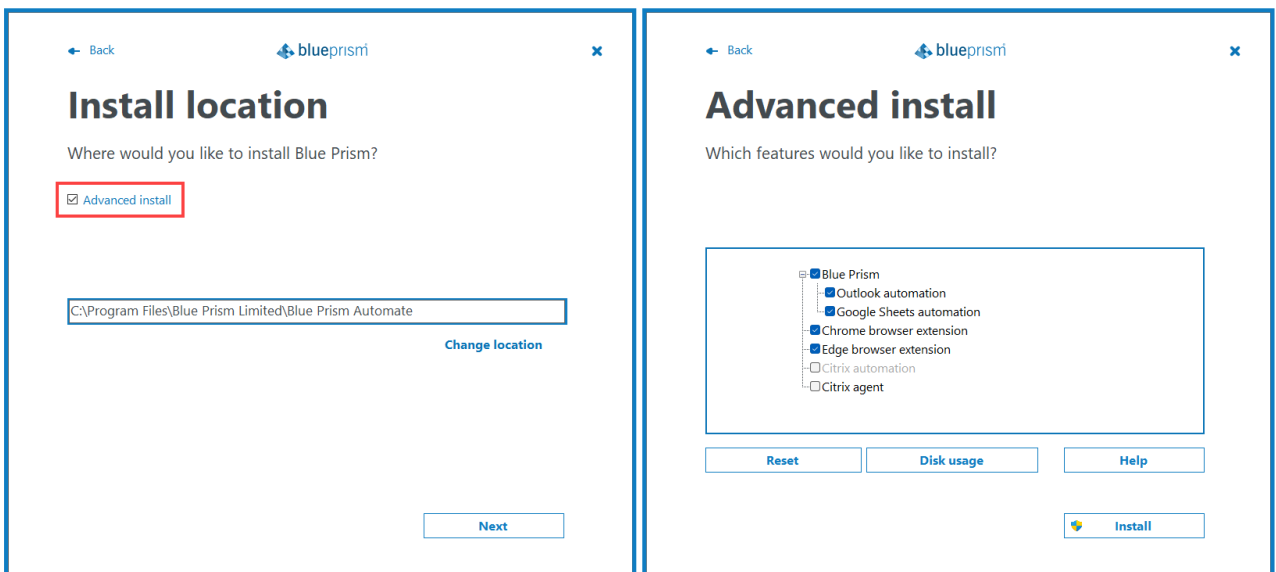 Back
blueprism
Install location
Where would you like to install Blue Prism?
Advanced install
C:\Program Files\Blue Prism Limited\Blue Prism Automate
Change location
Next
Back
blueprism
Advanced install
Which features would you like to install?
Blue Prism
Outlook automation
Google Sheets automation
Chrome browser extension
Edge browser extension
Citrix automation
Citrix agent
Reset Disk usage Help
Install